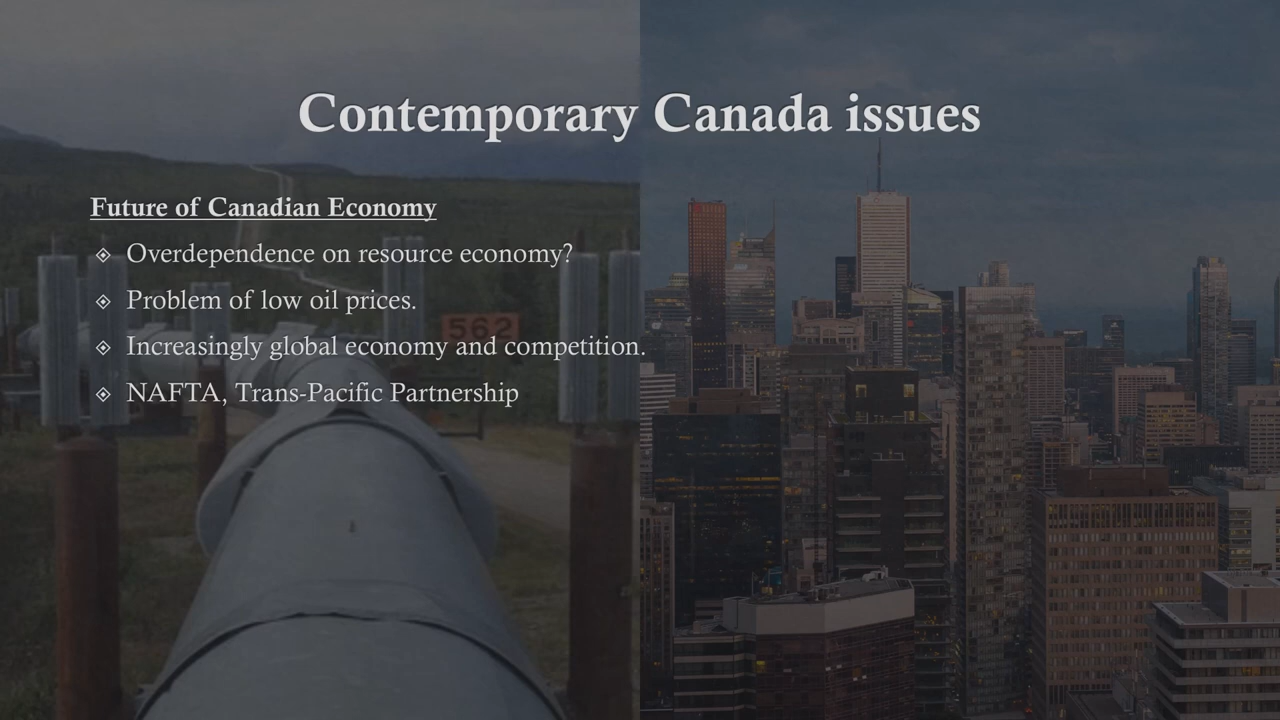 Contemporary Canada issues
Future of Canadian Economy
Overdependence on resource economy?
Problem of low oil prices.
562
Increasingly global economy and competition.
NAFTA, Trans-Pacific Partnership